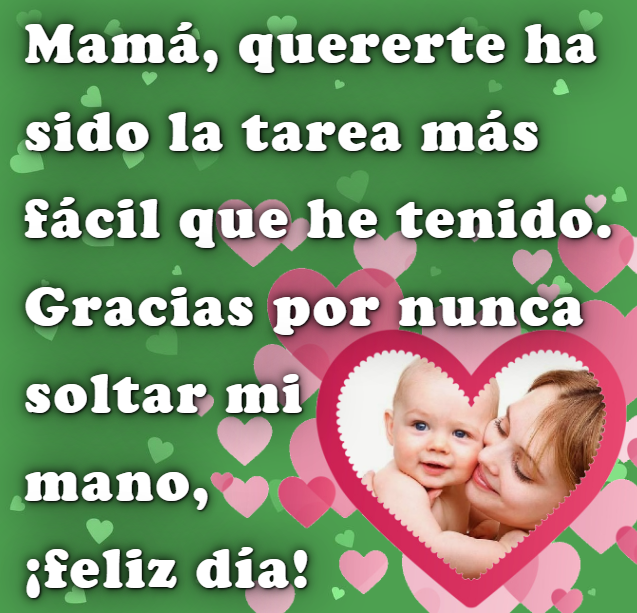 Mamá, quererte ha
sido la tarea más
fácil que he tenido.
Gracias por nunca
soltar mi
mano,
¡feliz día!